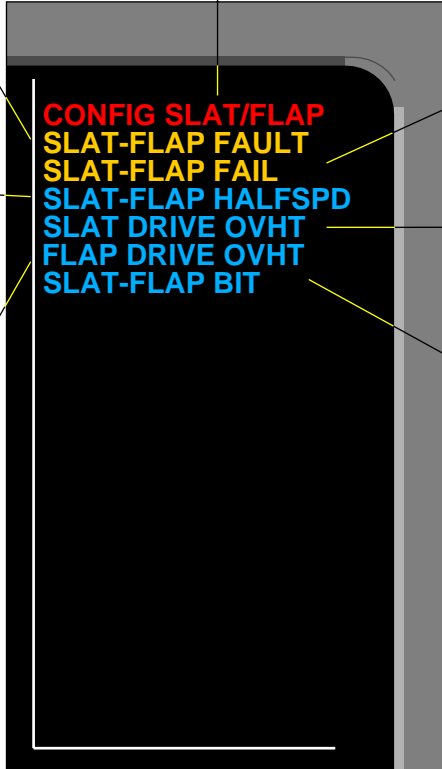 CONFIG SLAT/FLAP
SLAT-FLAP FAULT
SLAT-FLAP FAIL
SLAT-FLAP HALFSPD
SLAT DRIVE OVHT
FLAP DRIVE OVHT
SLAT-FLAP BIT